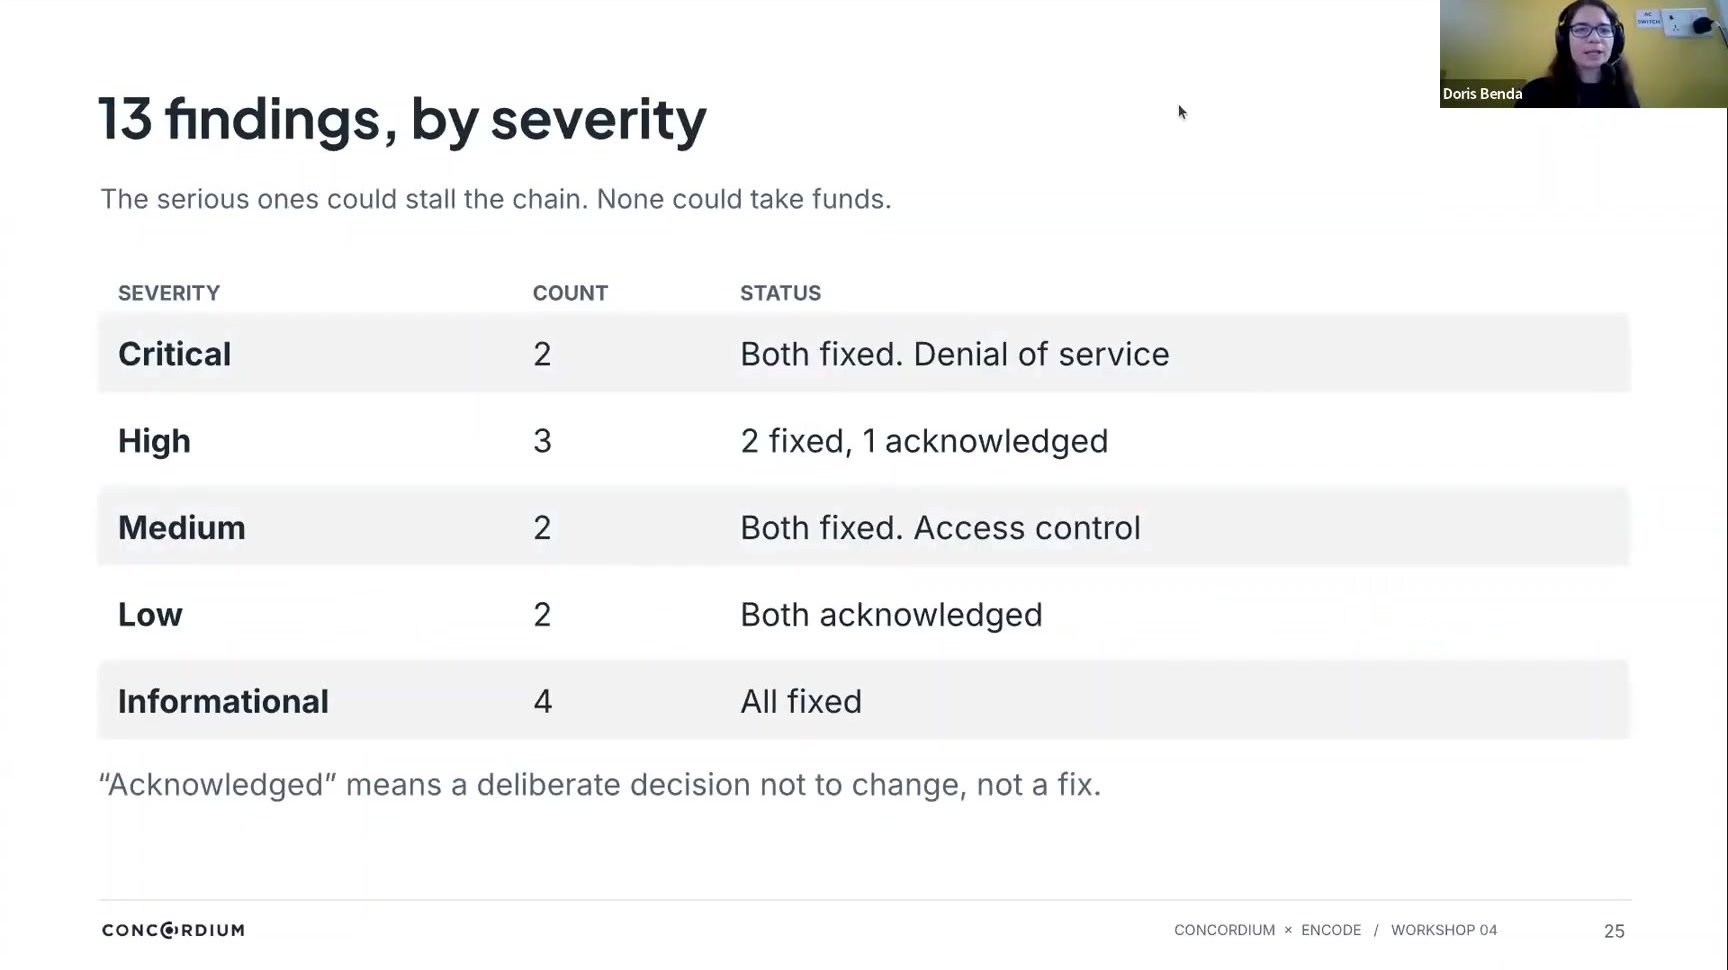 AC
SWITCH
Doris Benda
13 findings, by severity
The serious ones could stall the chain. None could take funds.
SEVERITY COUNT STATUS
Critical 2 Both fixed. Denial of service
High 3 2 fixed, 1 acknowledged
Medium 2 Both fixed. Access control
Low 2 Both acknowledged
Informational 4 All fixed
“Acknowledged” means a deliberate decision not to change, not a fix.
CONCORDIUM CONCORDIUM × ENCODE / WORKSHOP 04 25